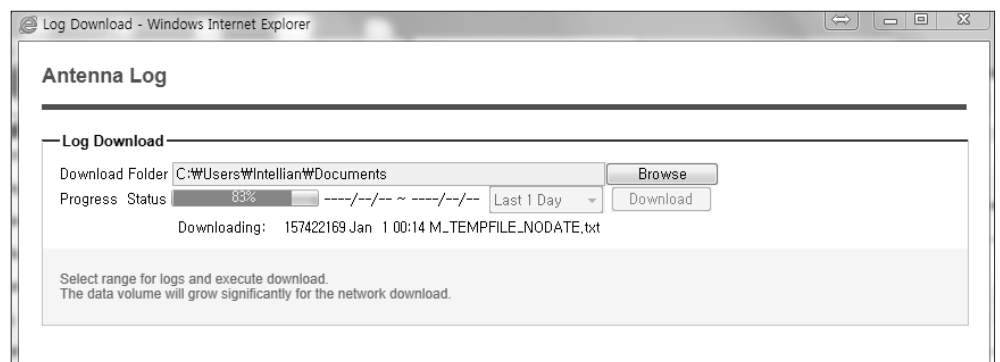 Log Download - Windows Internet Explorer
Antenna Log
Log Download
Download Folder C:₩Users₩Intellian₩Documents Browse
Progress Status 83% ----/--/-- ~ ----/--/-- Last 1 Day Download
Downloading: 157422169 Jan 1 00:14 M_TEMPFILE_NODATE.txt
Select range for logs and execute download.
The data volume will grow significantly for the network download.